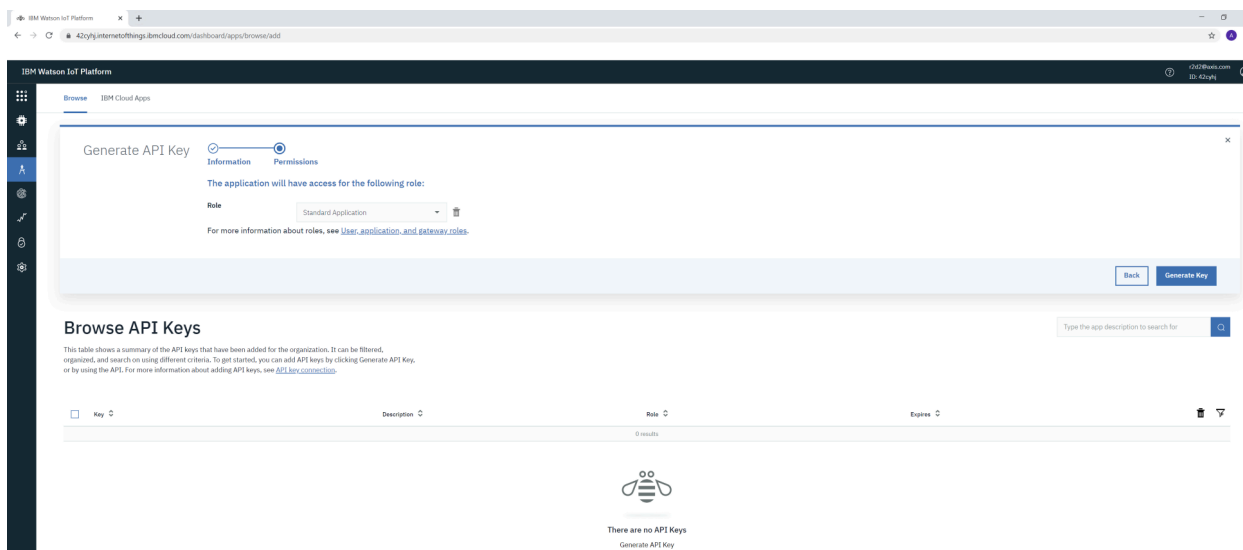 IBM Watson IoT Platform
42cyhj.internetofthings.ibmcloud.com/dashboard/apps/browse/add
A
IBM Watson IoT Platform
r2d2@axis.com
ID: 42cyhj
Browse IBM Cloud Apps
Generate API Key
Information Permissions
The application will have access for the following role:
Role
Standard Application
For more information about roles, see User, application, and gateway roles.
Back Generate Key
Browse API Keys
Type the app description to search for
This table shows a summary of the API keys that have been added for the organization. It can be filtered,
organized, and search on using different criteria. To get started, you can add API keys by clicking Generate API Key,
or by using the API. For more information about adding API keys, see API key connection.
Key Description Role Expires
0 results
There are no API Keys
Generate API Key